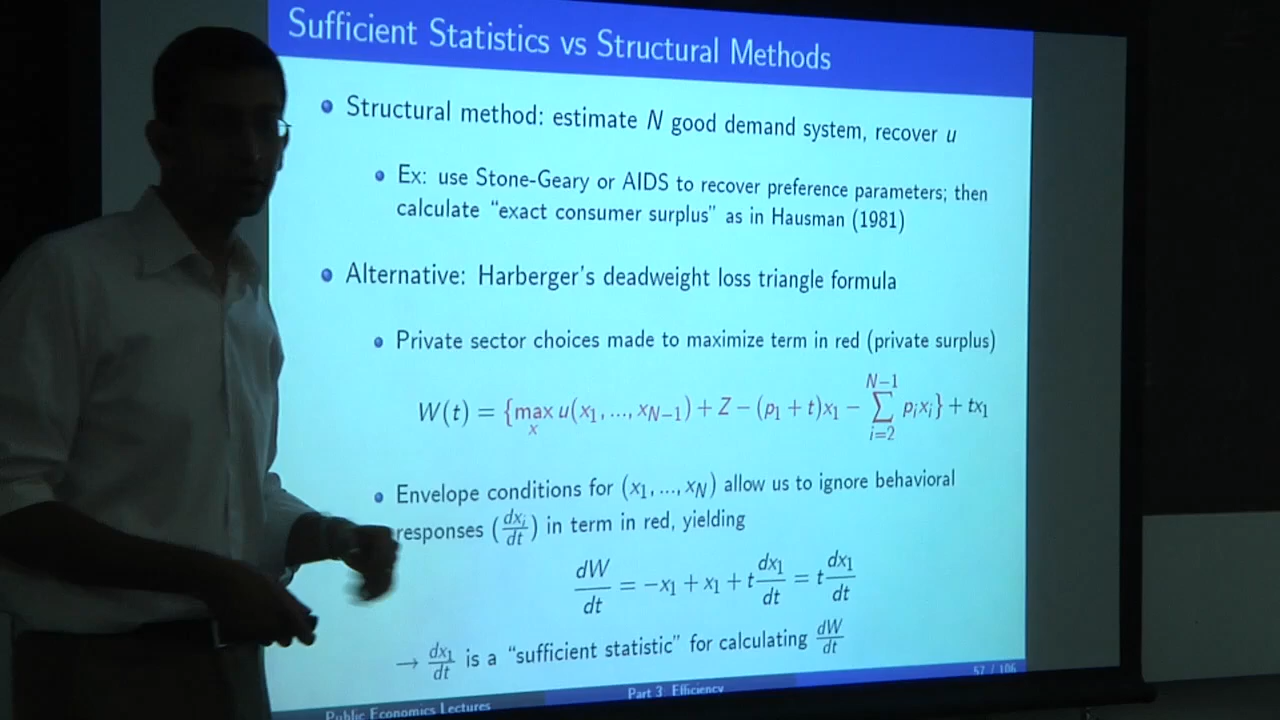 Sufficient Statistics vs Structural Methods
Structural method: estimate N good demand system, recover u
Ex: use Stone-Geary or AIDS to recover preference parameters; then
calculate “exact consumer surplus” as in Hausman (1981)
Alternative: Harberger's deadweight loss triangle formula
Private sector choices made to maximize term in red (private surplus)
W(t) = {max_x u(x_1, ..., x_{N−1}) + Z − (p_1 + t)x_1 − ∑_{i=2}^{N−1} p_i x_i} + tx_1
Envelope conditions for (x_1, ..., x_N) allow us to ignore behavioral
responses (dx_i/dt) in term in red, yielding
dW/dt = −x_1 + x_1 + t dx_1/dt = t dx_1/dt
→ dx_1/dt is a “sufficient statistic” for calculating dW/dt
57 / 106
Public Economics Lectures
Part 3: Efficiency